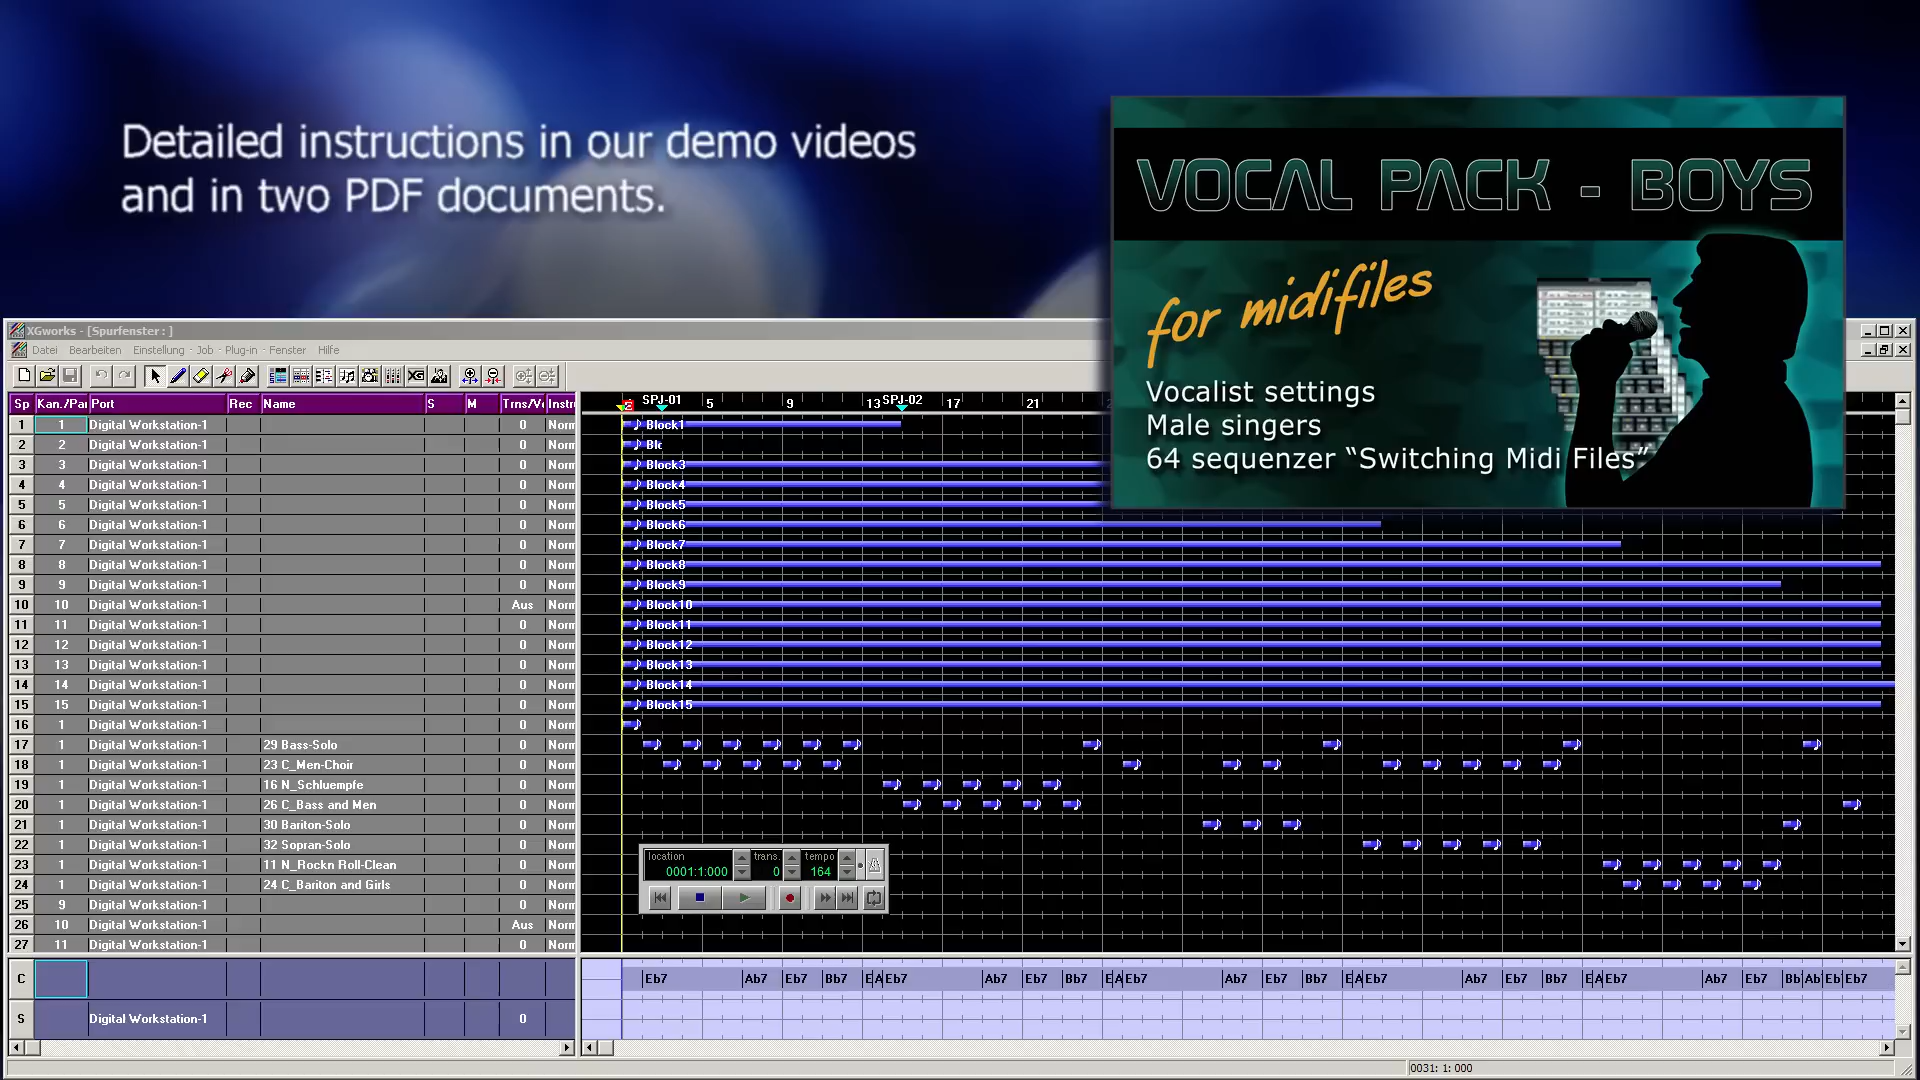 Detailed instructions in our demo videos
and in two PDF documents.
VOCAL PACK - BOYS
for midifiles
Vocalist settings
Male singers
64 sequenzer “Switching Midi Files”
XGworks - [Spurfenster : ]
Datei Bearbeiten Einstellung Job Plug-in Fenster Hilfe
XG
Sp Kan./Par Port Rec Name S M Trns/Vo Instru
SPJ-01 5 9 13 SPJ-02 17 21
1 1 Digital Workstation-1 0 Norm Block1
2 2 Digital Workstation-1 0 Norm Blo
3 3 Digital Workstation-1 0 Norm Block3
4 4 Digital Workstation-1 0 Norm Block4
5 5 Digital Workstation-1 0 Norm Block5
6 6 Digital Workstation-1 0 Norm Block6
7 7 Digital Workstation-1 0 Norm Block7
8 8 Digital Workstation-1 0 Norm Block8
9 9 Digital Workstation-1 0 Norm Block9
10 10 Digital Workstation-1 Aus Norm Block10
11 11 Digital Workstation-1 0 Norm Block11
12 12 Digital Workstation-1 0 Norm Block12
13 13 Digital Workstation-1 0 Norm Block13
14 14 Digital Workstation-1 0 Norm Block14
15 15 Digital Workstation-1 0 Norm Block15
16 1 Digital Workstation-1 0 Norm
17 1 Digital Workstation-1 29 Bass-Solo 0 Norm
18 1 Digital Workstation-1 23 C_Men-Choir 0 Norm
19 1 Digital Workstation-1 16 N_Schluempfe 0 Norm
20 1 Digital Workstation-1 26 C_Bass and Men 0 Norm
21 1 Digital Workstation-1 30 Bariton-Solo 0 Norm
22 1 Digital Workstation-1 32 Sopran-Solo 0 Norm
23 1 Digital Workstation-1 11 N_Rockn Roll-Clean 0 Norm
24 1 Digital Workstation-1 24 C_Bariton and Girls 0 Norm
25 9 Digital Workstation-1 0 Norm
26 10 Digital Workstation-1 Aus Norm
27 11 Digital Workstation-1 0 Norm
location trans. tempo
0001:1:000 0 164
C Eb7 Ab7 Eb7 Bb7 E A Eb7 Ab7 Eb7 Bb7 E A Eb7 Ab7 Eb7 Bb7 E A Eb7 Ab7 Eb7 Bb7 E A Eb7 Ab7 Eb7 Bb Ab Eb Eb7
S Digital Workstation-1 0
0031: 1: 000